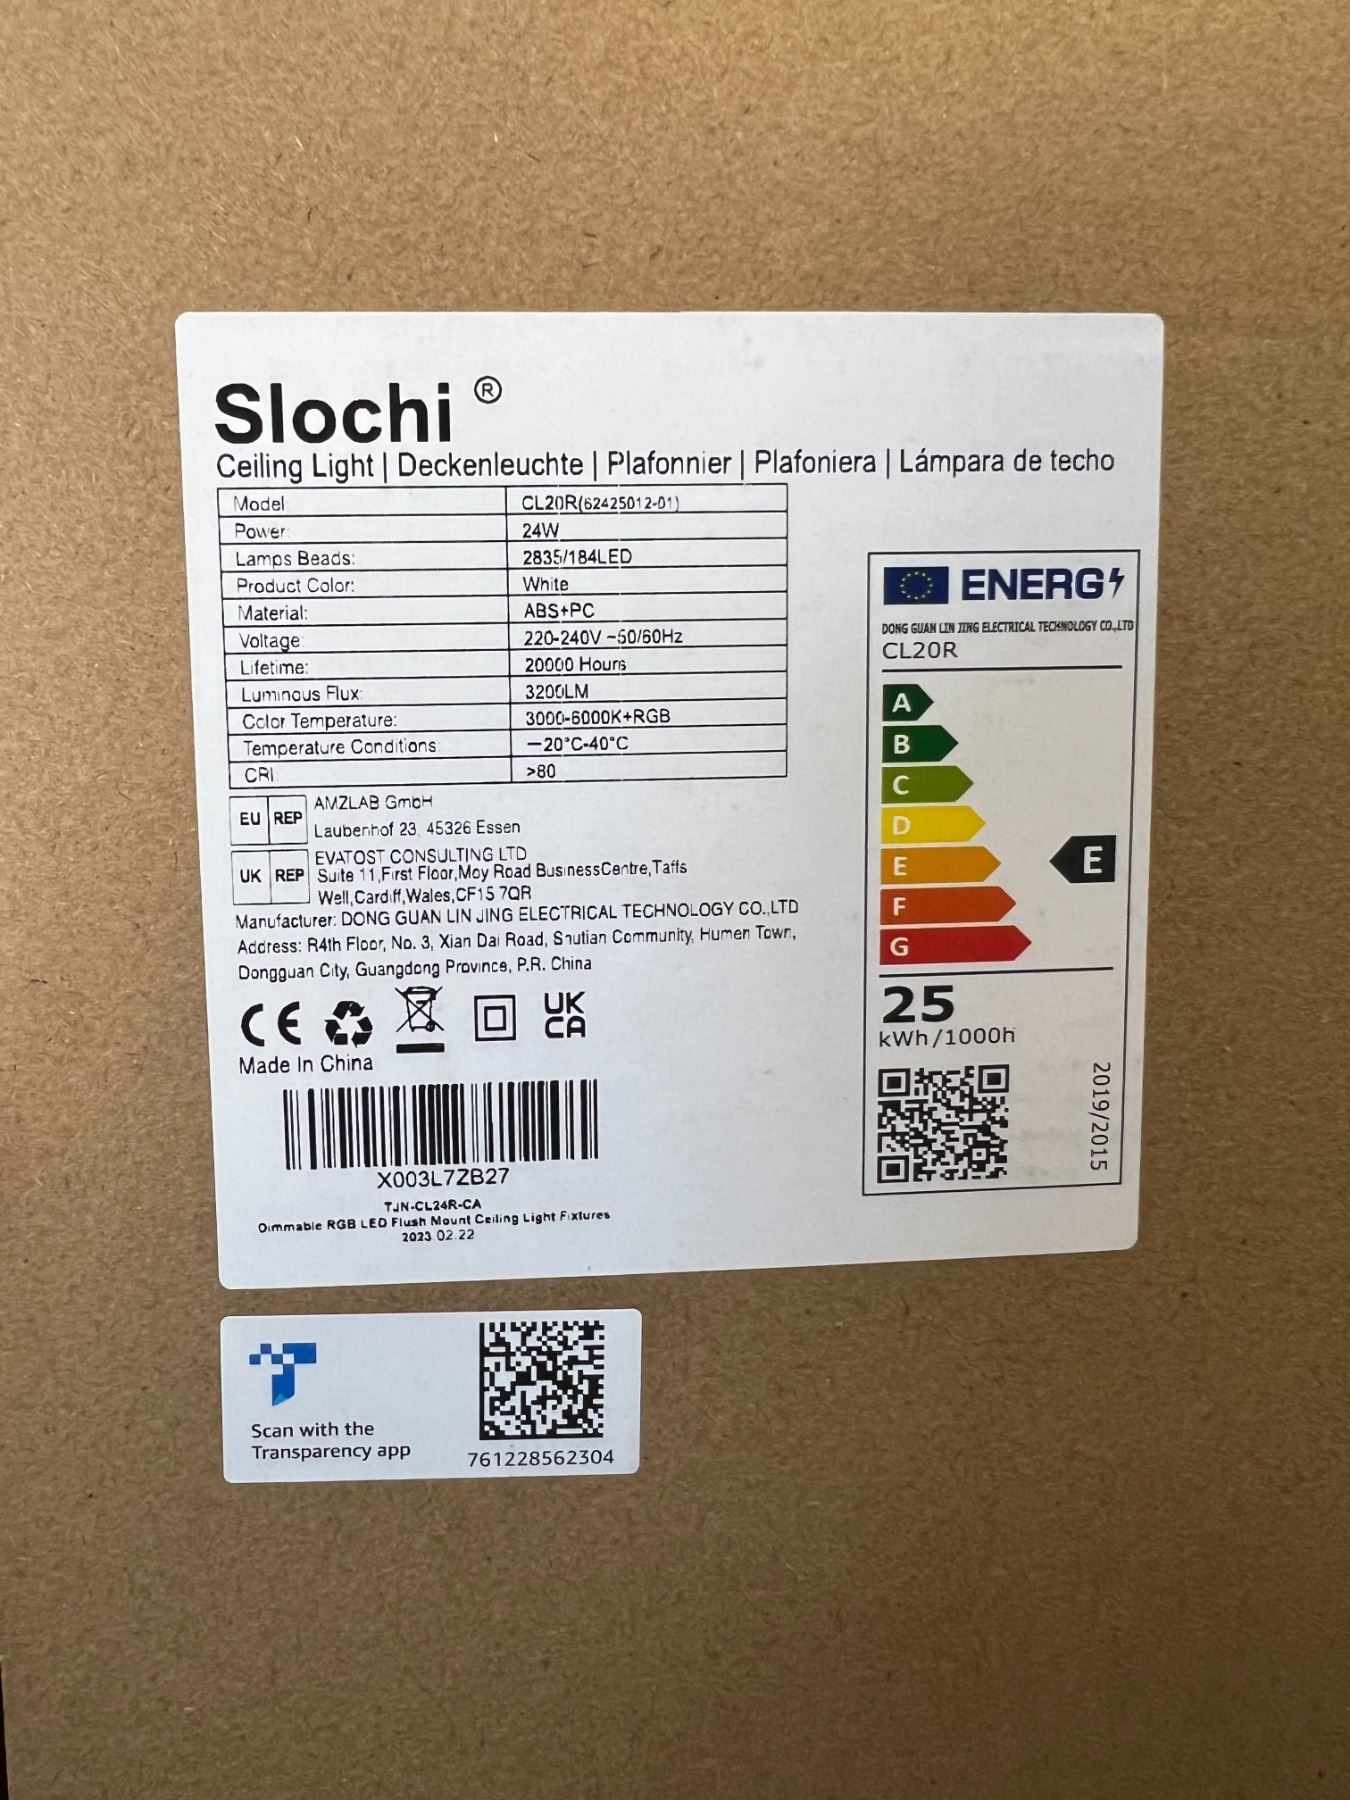 Slochi ®
Ceiling Light | Deckenleuchte | Plafonnier | Plafoniera | Lámpara de techo
Model CL20R(62425012-01)
Power: 24W
Lamps Beads: 2835/184LED
Product Color: White
Material: ABS+PC
Voltage: 220-240V ~50/60Hz
Lifetime: 20000 Hours
Luminous Flux: 3200LM
Color Temperature: 3000-6000K+RGB
Temperature Conditions: —20°C-40°C
CRI: >80
EU REP AMZLAB GmbH
Laubenhof 23, 45326 Essen
UK REP EVATOST CONSULTING LTD
Suite 11,First Floor,Moy Road BusinessCentre,Taffs
Well,Cardiff,Wales,CF15 7QR
Manufacturer: DONG GUAN LIN JING ELECTRICAL TECHNOLOGY CO.,LTD
Address: R4th Floor, No. 3, Xian Dai Road, Shutian Community, Humen Town,
Dongguan City, Guangdong Province, P.R. China
CE UK
CA
Made In China
X003L7ZB27
TJN-CL24R-CA
Dimmable RGB LED Flush Mount Ceiling Light Fixtures
2023 02.22
ENERG
DONG GUAN LIN JING ELECTRICAL TECHNOLOGY CO.,LTD
CL20R
A
B
C
D
E
E
F
G
25
kWh/1000h
2019/2015
Scan with the
Transparency app
761228562304